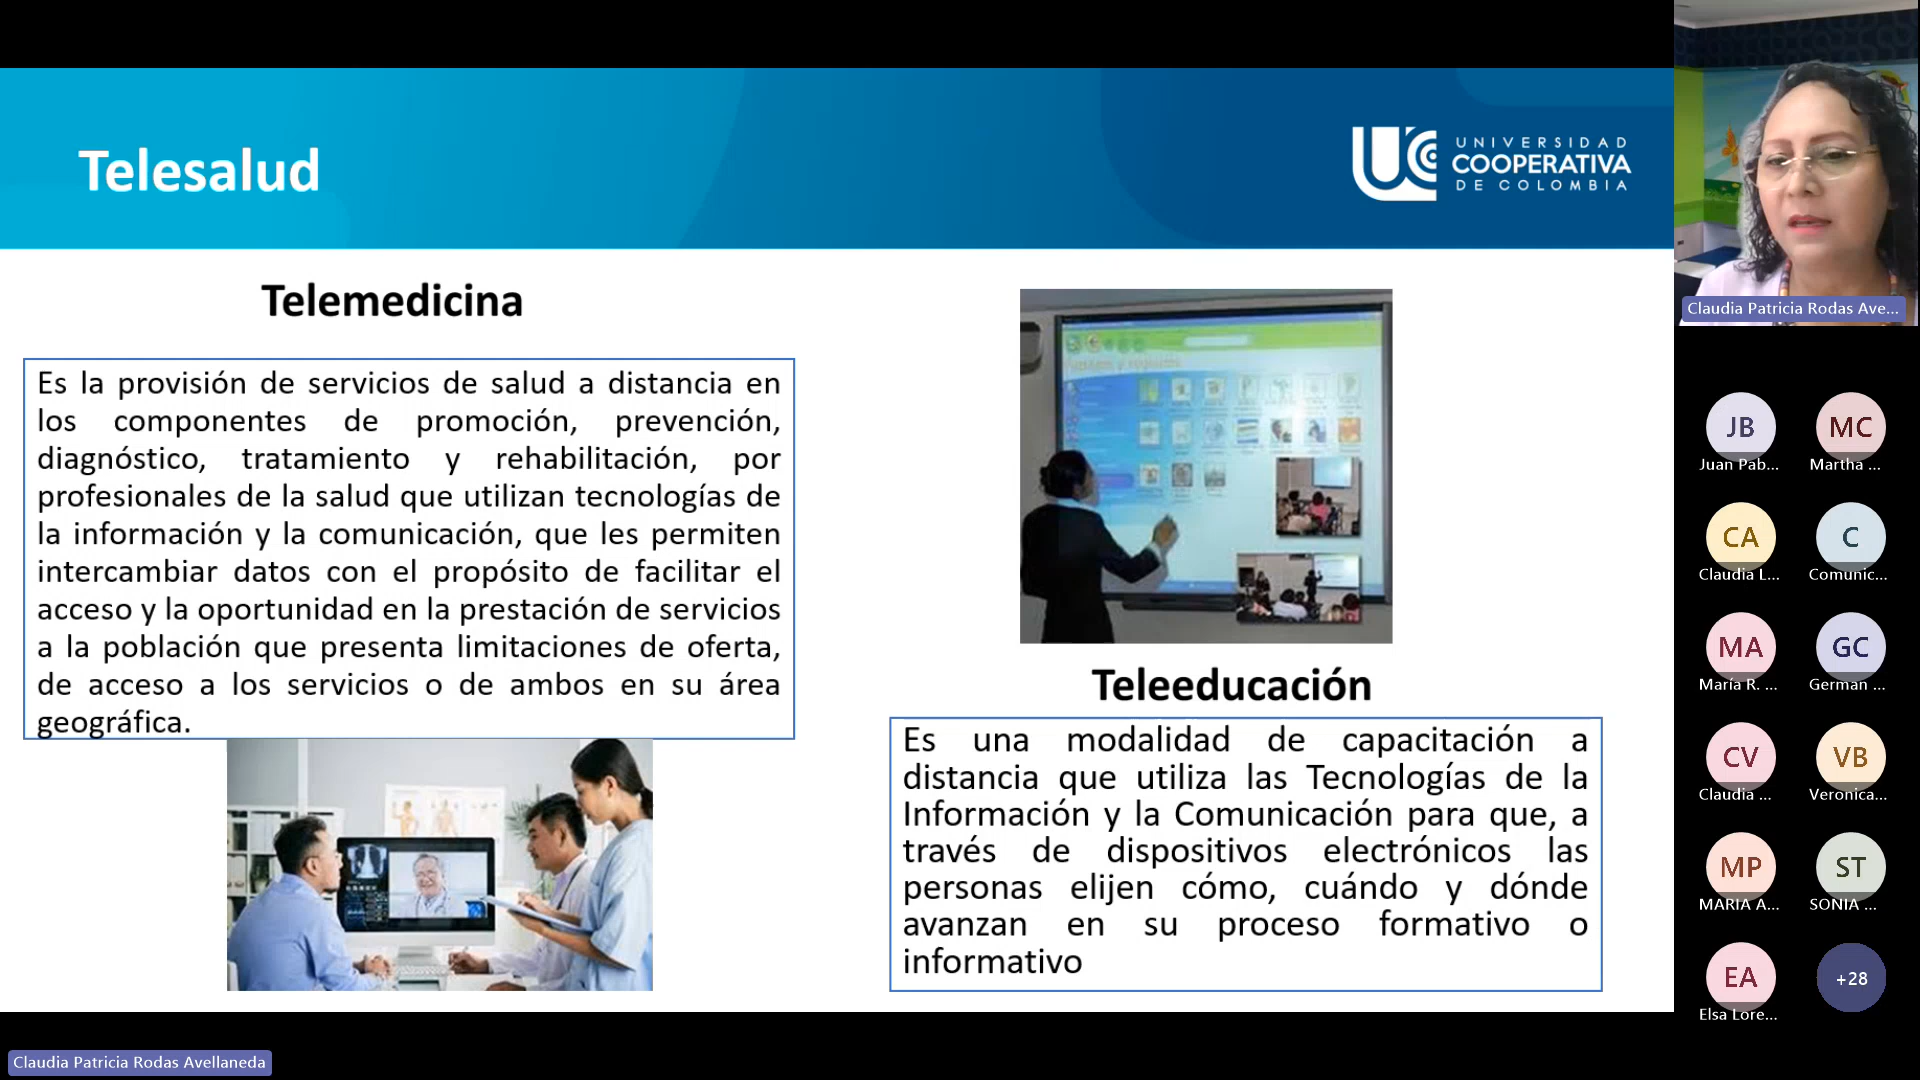 Telesalud
UNIVERSIDAD
COOPERATIVA
DE COLOMBIA
Telemedicina
Es la provisión de servicios de salud a distancia en
los componentes de promoción, prevención,
diagnóstico, tratamiento y rehabilitación, por
profesionales de la salud que utilizan tecnologías de
la información y la comunicación, que les permiten
intercambiar datos con el propósito de facilitar el
acceso y la oportunidad en la prestación de servicios
a la población que presenta limitaciones de oferta,
de acceso a los servicios o de ambos en su área
geográfica.
Teleeducación
Es una modalidad de capacitación a
distancia que utiliza las Tecnologías de la
Información y la Comunicación para que, a
través de dispositivos electrónicos las
personas elijen cómo, cuándo y dónde
avanzan en su proceso formativo o
informativo
Claudia Patricia Rodas Ave...
JB
Juan Pab...
MC
Martha ...
CA
Claudia L...
C
Comunic...
MA
María R. ...
GC
German ...
CV
Claudia ...
VB
Veronica...
MP
MARIA A...
ST
SONIA ...
EA
Elsa Lore...
+28
Claudia Patricia Rodas Avellaneda